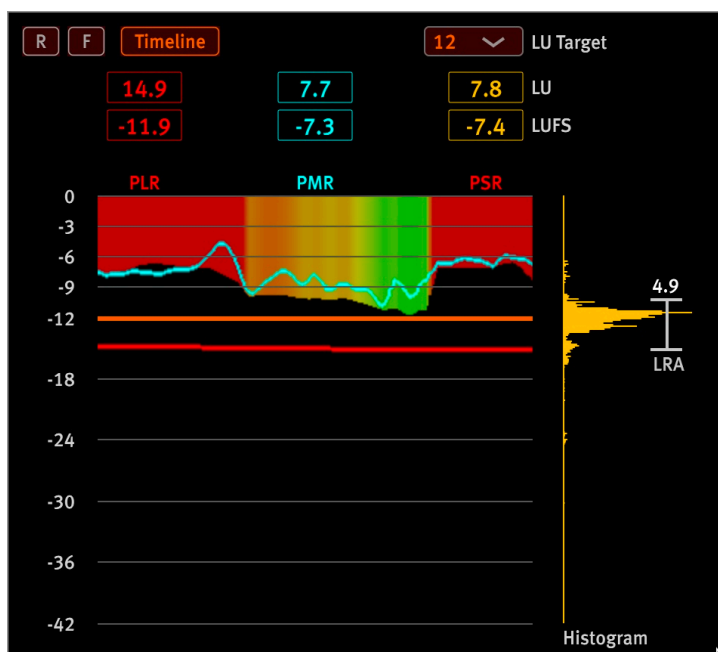 R F Timeline 12 LU Target
14.9 7.7 7.8 LU
-11.9 -7.3 -7.4 LUFS
PLR PMR PSR
0
-3
-6
-9
-12
-18
-24
-30
-36
-42
4.9
LRA
Histogram